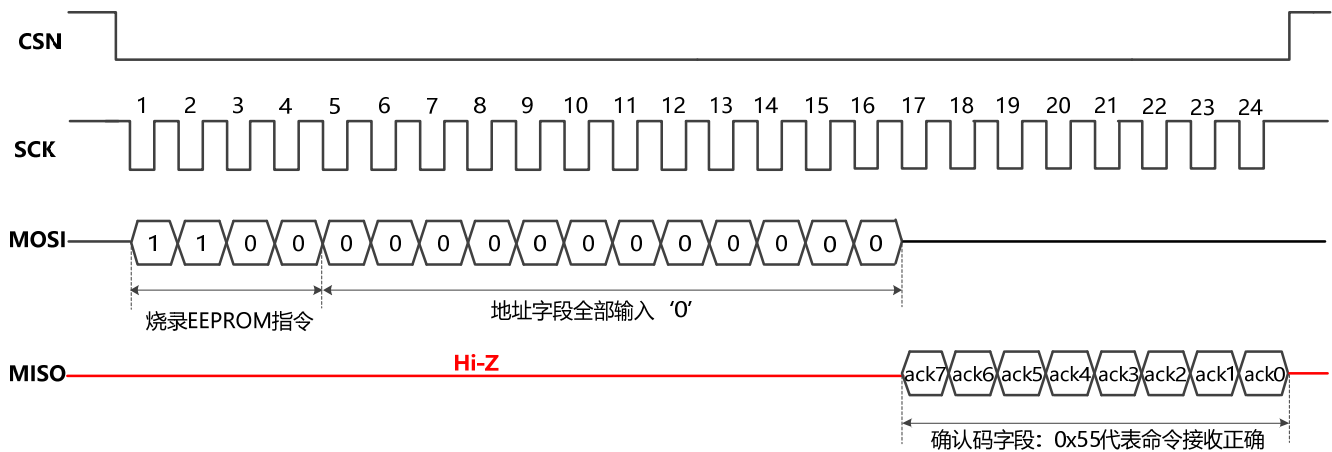 CSN
1 2 3 4 5 6 7 8 9 10 11 12 13 14 15 16 17 18 19 20 21 22 23 24
SCK
MOSI 1 1 0 0 0 0 0 0 0 0 0 0 0 0 0 0
烧录EEPROM指令
地址字段全部输入‘0’
Hi-Z
MISO ack7 ack6 ack5 ack4 ack3 ack2 ack1 ack0
确认码字段：0x55代表命令接收正确